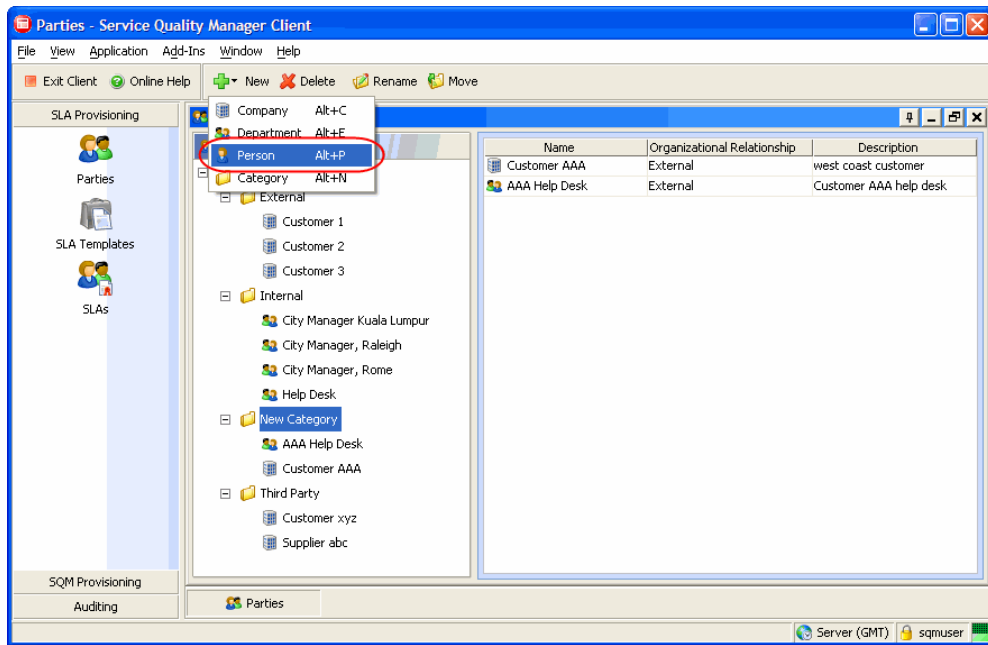 Parties - Service Quality Manager Client
File View Application Add-Ins Window Help
Exit Client Online Help New Delete Rename Move
SLA Provisioning
Parties
SLA Templates
SLAs
SQM Provisioning
Auditing
Company Alt+C
Department Alt+E
Person Alt+P
Category Alt+N
External
Customer 1
Customer 2
Customer 3
Internal
City Manager Kuala Lumpur
City Manager, Raleigh
City Manager, Rome
Help Desk
New Category
AAA Help Desk
Customer AAA
Third Party
Customer xyz
Supplier abc
Name Organizational Relationship Description
Customer AAA External west coast customer
AAA Help Desk External Customer AAA help desk
Parties
Server (GMT) sqmuser